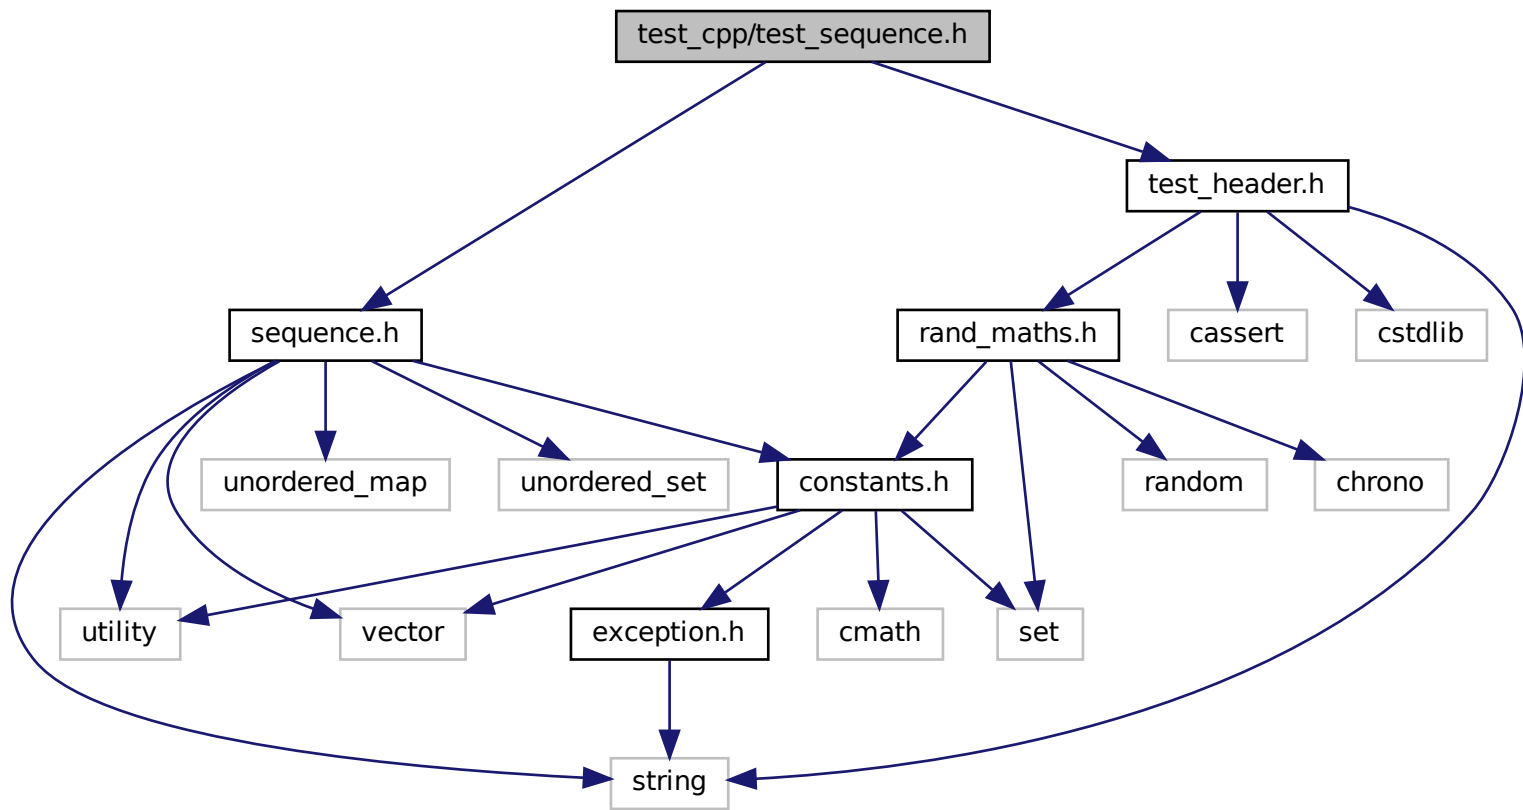 test_cpp/test_sequence.h
test_header.h
sequence.h
rand_maths.h
cassert
cstdlib
unordered_map
unordered_set
constants.h
random
chrono
utility
vector
exception.h
cmath
set
string